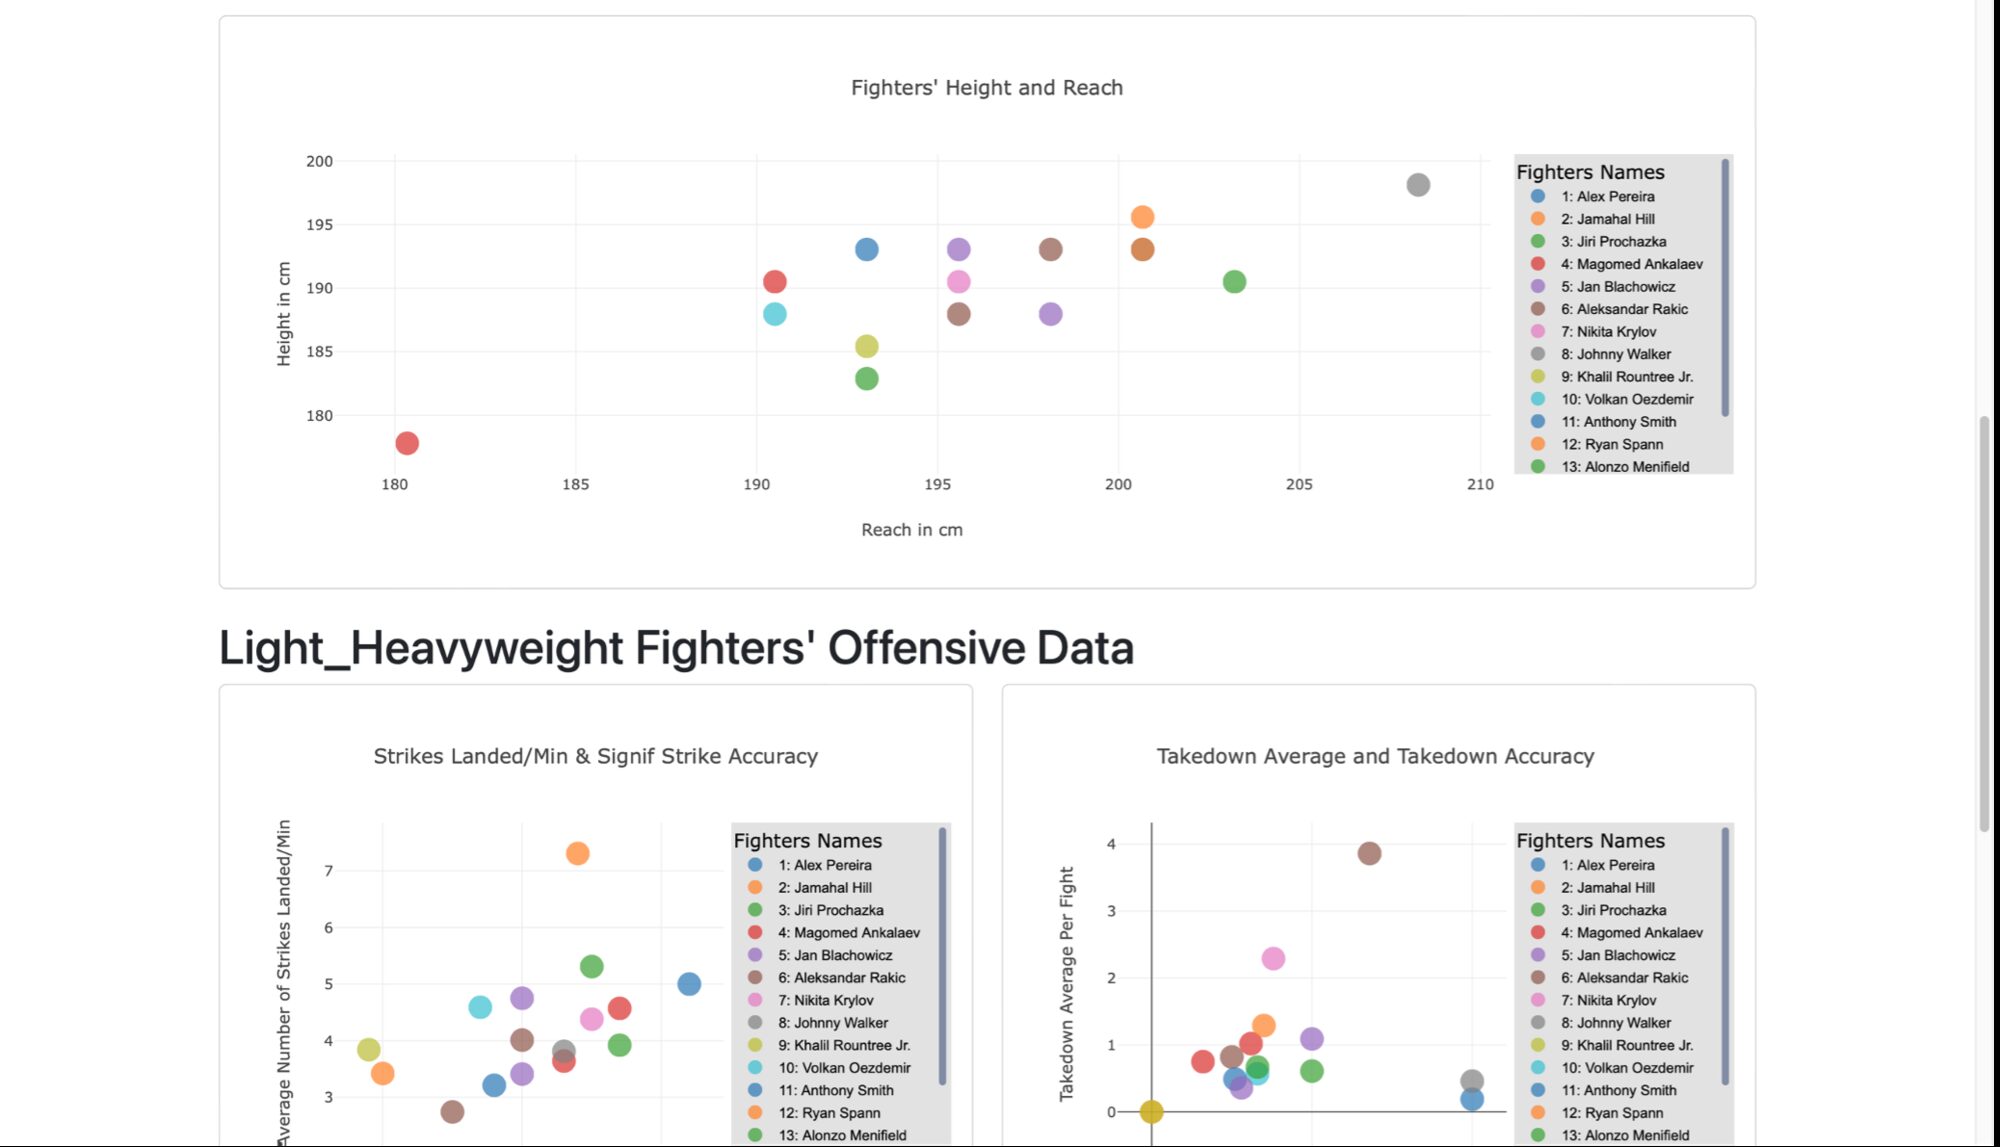 Fighters' Height and Reach
200
195
190
185
180
Height in cm
180
185
190
195
200
205
210
Reach in cm
Fighters Names
1: Alex Pereira
2: Jamahal Hill
3: Jiri Prochazka
4: Magomed Ankalaev
5: Jan Blachowicz
6: Aleksandar Rakic
7: Nikita Krylov
8: Johnny Walker
9: Khalil Rountree Jr.
10: Volkan Oezdemir
11: Anthony Smith
12: Ryan Spann
13: Alonzo Menifield
Light_Heavyweight Fighters' Offensive Data
Strikes Landed/Min & Signif Strike Accuracy
Average Number of Strikes Landed/Min
7
6
5
4
3
Fighters Names
1: Alex Pereira
2: Jamahal Hill
3: Jiri Prochazka
4: Magomed Ankalaev
5: Jan Blachowicz
6: Aleksandar Rakic
7: Nikita Krylov
8: Johnny Walker
9: Khalil Rountree Jr.
10: Volkan Oezdemir
11: Anthony Smith
12: Ryan Spann
13: Alonzo Menifield
Takedown Average and Takedown Accuracy
Takedown Average Per Fight
4
3
2
1
0
Fighters Names
1: Alex Pereira
2: Jamahal Hill
3: Jiri Prochazka
4: Magomed Ankalaev
5: Jan Blachowicz
6: Aleksandar Rakic
7: Nikita Krylov
8: Johnny Walker
9: Khalil Rountree Jr.
10: Volkan Oezdemir
11: Anthony Smith
12: Ryan Spann
13: Alonzo Menifield